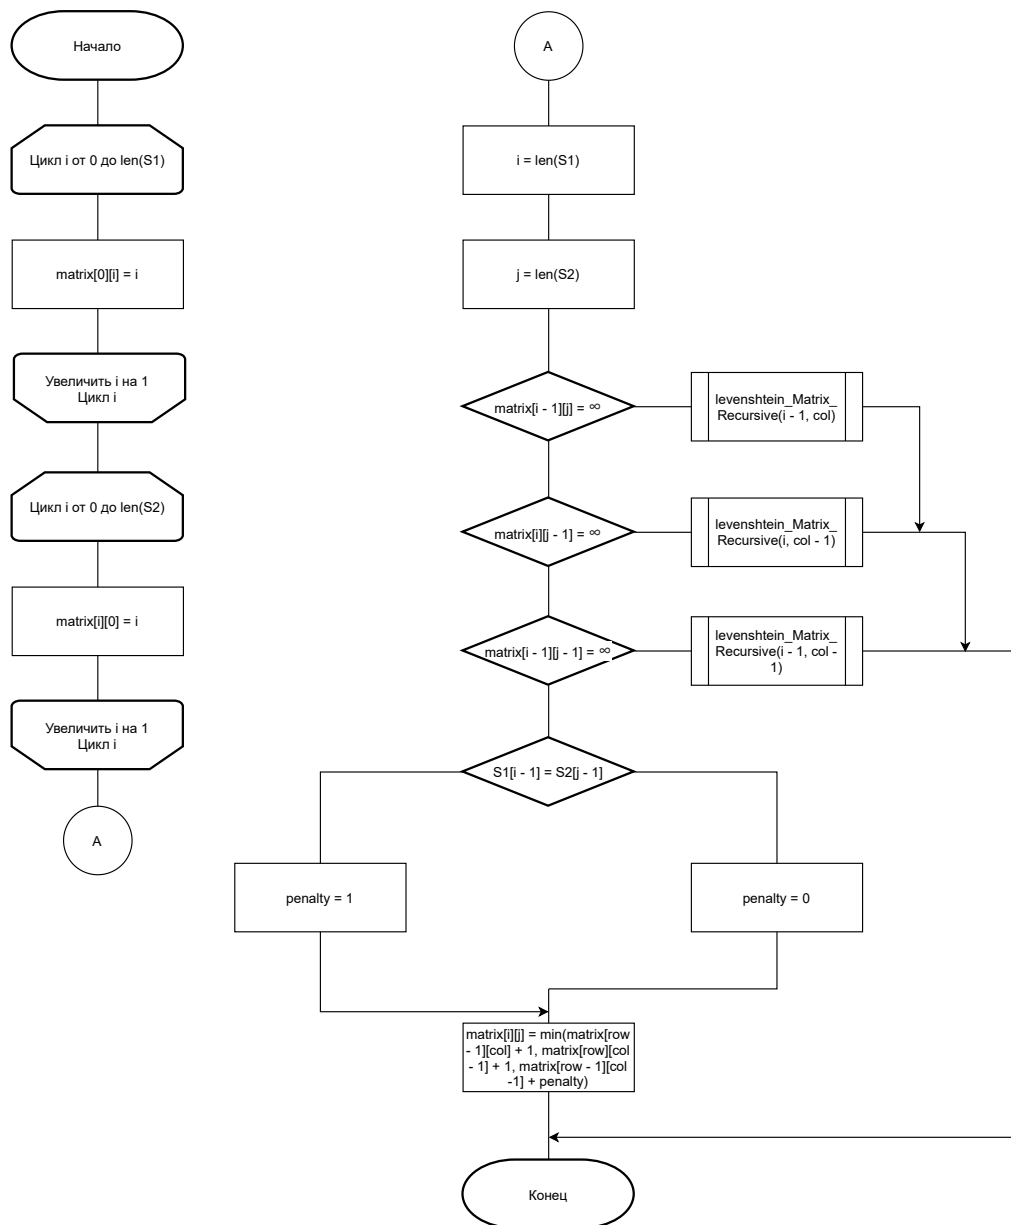 Начало
Цикл i от 0 до len(S1)
matrix[0][i] = i
Увеличить i на 1
Цикл i
Цикл i от 0 до len(S2)
matrix[i][0] = i
Увеличить i на 1
Цикл i
A
A
i = len(S1)
j = len(S2)
matrix[i - 1][j] = ∞
levenshtein_Matrix_
Recursive(i - 1, col)
matrix[i][j - 1] = ∞
levenshtein_Matrix_
Recursive(i, col - 1)
matrix[i - 1][j - 1] = ∞
levenshtein_Matrix_
Recursive(i - 1, col -
1)
S1[i - 1] = S2[j - 1]
penalty = 1
penalty = 0
matrix[i][j] = min(matrix[row
- 1][col] + 1, matrix[row][col
- 1] + 1, matrix[row - 1][col
-1] + penalty)
Конец